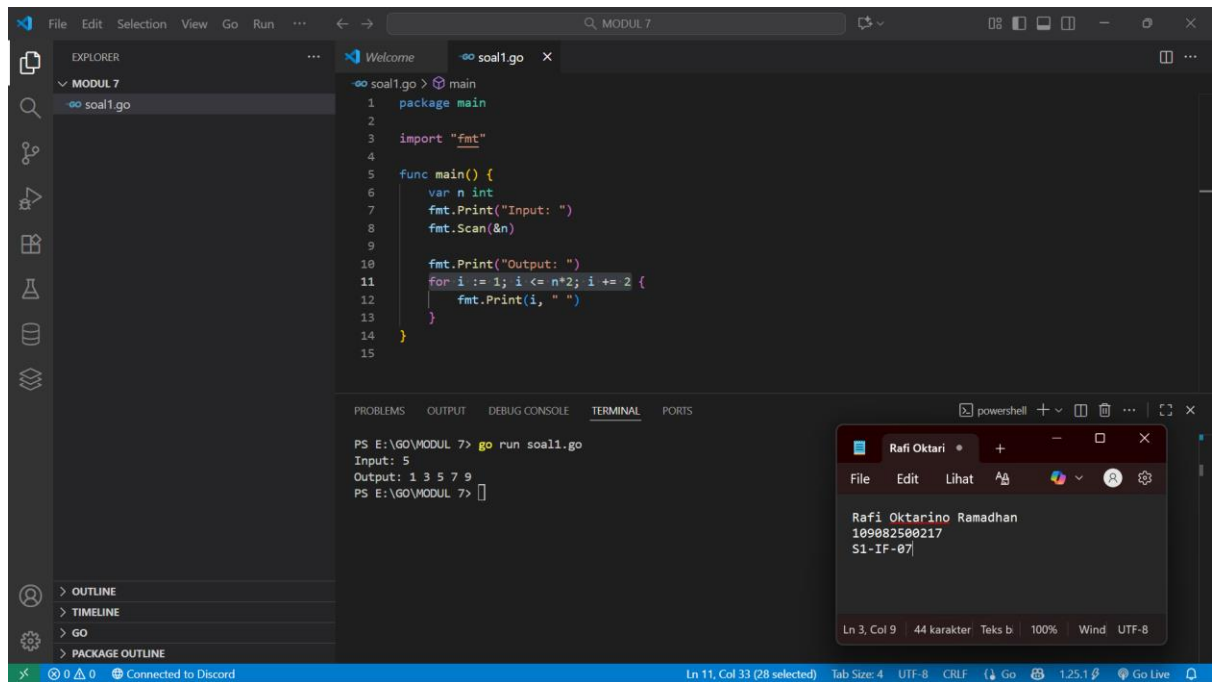 File Edit Selection View Go Run ··· MODUL 7
EXPLORER ···
MODUL 7
soal1.go
Welcome
soal1.go
soal1.go > main
1 package main
2
3 import "fmt"
4
5 func main() {
6 var n int
7 fmt.Print("Input: ")
8 fmt.Scan(&n)
9
10 fmt.Print("Output: ")
11 for i := 1; i <= n*2; i += 2 {
12 fmt.Print(i, " ")
13 }
14 }
15
PROBLEMS OUTPUT DEBUG CONSOLE TERMINAL PORTS
powershell
PS E:\GO\MODUL 7> go run soal1.go
Input: 5
Output: 1 3 5 7 9
PS E:\GO\MODUL 7>
Rafi Oktari
File Edit Lihat
Rafi Oktarino Ramadhan
109082500217
S1-IF-07
Ln 3, Col 9 44 karakter Teks b 100% Wind UTF-8
OUTLINE
TIMELINE
GO
PACKAGE OUTLINE
0 0 Connected to Discord
Ln 11, Col 33 (28 selected) Tab Size: 4 UTF-8 CRLF Go 1.25.1 Go Live